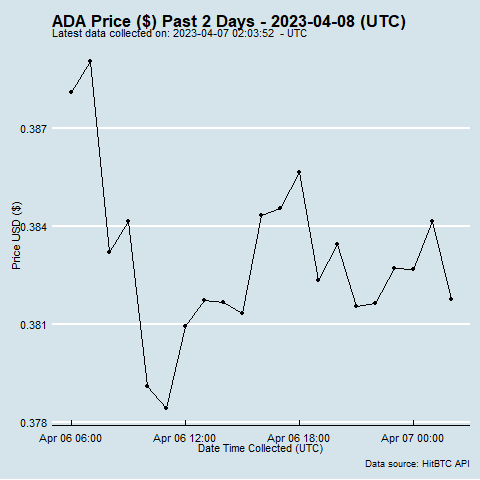 ADA Price ($) Past 2 Days - 2023-04-08 (UTC)
Latest data collected on: 2023-04-07 02:03:52 - UTC
0.387
0.384
0.381
0.378
Price USD ($)
Apr 06 06:00 Apr 06 12:00 Apr 06 18:00 Apr 07 00:00
Date Time Collected (UTC)
Data source: HitBTC API